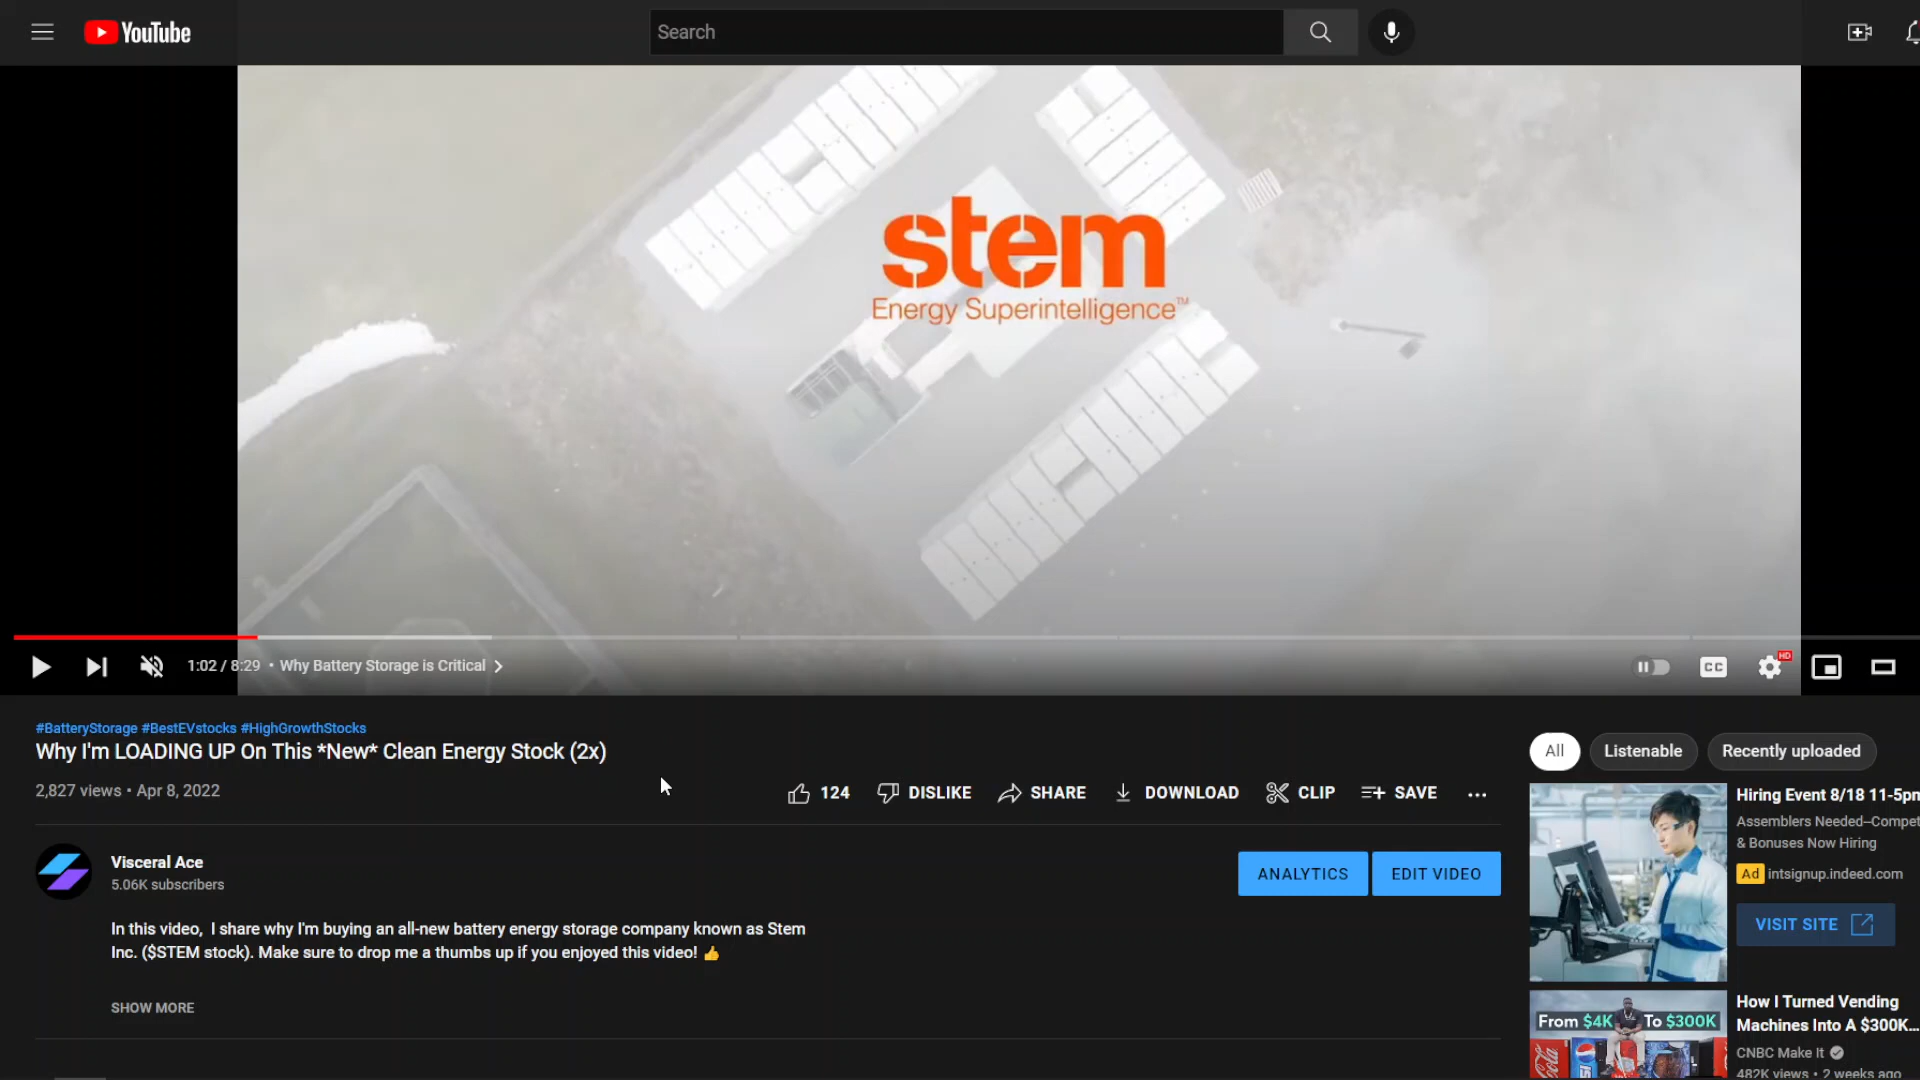 YouTube
Search
stem
Energy Superintelligence™
1:02 / 8:29 • Why Battery Storage is Critical
CC
HD
#BatteryStorage #BestEVstocks #HighGrowthStocks
Why I'm LOADING UP On This *New* Clean Energy Stock (2x)
2,827 views • Apr 8, 2022
124
DISLIKE
SHARE
DOWNLOAD
CLIP
SAVE
Visceral Ace
5.06K subscribers
ANALYTICS
EDIT VIDEO
In this video, I share why I'm buying an all-new battery energy storage company known as Stem
Inc. ($STEM stock). Make sure to drop me a thumbs up if you enjoyed this video! 👍
SHOW MORE
All
Listenable
Recently uploaded
Hiring Event 8/18 11-5pm
Assemblers Needed--Compet
& Bonuses Now Hiring
Ad intsignup.indeed.com
VISIT SITE
From $4K To $300K
How I Turned Vending
Machines Into A $300K...
CNBC Make It
482K views • 2 weeks ago